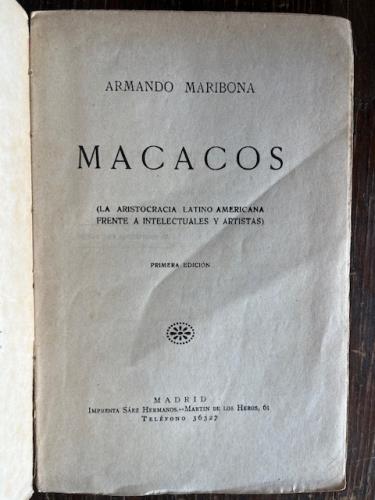 ARMANDO MARIBONA
MACACOS
(LA ARISTOCRACIA LATINO AMERICANA
FRENTE A INTELECTUALES Y ARTISTAS)
PRIMERA EDICIÓN
MADRID
IMPRENTA SÁEZ HERMANOS.--MARTIN DE LOS HEROS, 61
TELÉFONO 36327